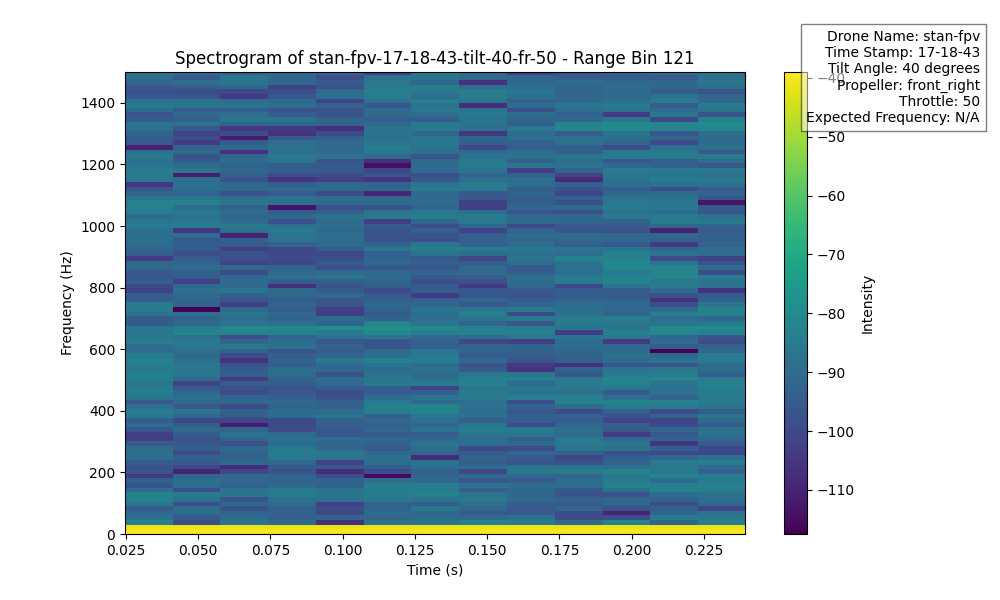 Spectrogram of stan-fpv-17-18-43-tilt-40-fr-50 - Range Bin 121
Drone Name: stan-fpv
Time Stamp: 17-18-43
Tilt Angle: 40 degrees
Propeller: front_right
Throttle: 50
Expected Frequency: N/A
Frequency (Hz)
1400
1200
1000
800
600
400
200
0
0.025
0.050
0.075
0.100
0.125
0.150
0.175
0.200
0.225
Time (s)
−40
−50
−60
−70
−80
−90
−100
−110
Intensity